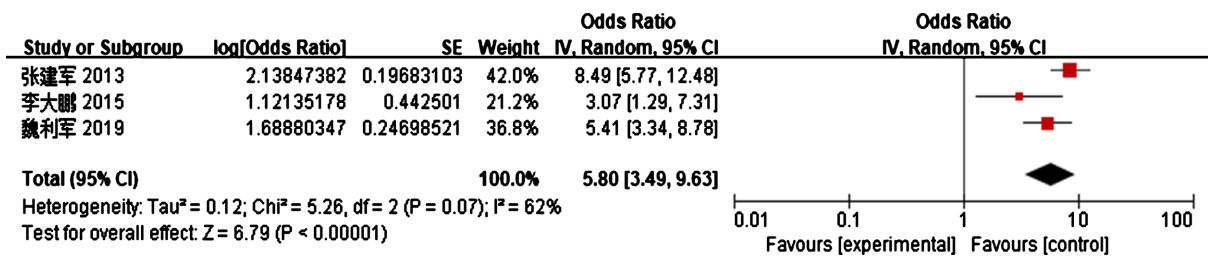 Odds Ratio Odds Ratio
Study or Subgroup log[Odds Ratio] SE Weight IV, Random, 95% CI IV, Random, 95% CI
张建军 2013 2.13847382 0.19683103 42.0% 8.49 [5.77, 12.48]
李大鹏 2015 1.12135178 0.442501 21.2% 3.07 [1.29, 7.31]
魏利军 2019 1.68880347 0.24698521 36.8% 5.41 [3.34, 8.78]
Total (95% CI) 100.0% 5.80 [3.49, 9.63]
Heterogeneity: Tau² = 0.12; Chi² = 5.26, df = 2 (P = 0.07); I² = 62%
Test for overall effect: Z = 6.79 (P < 0.00001)
0.01 0.1 1 10 100
Favours [experimental] Favours [control]